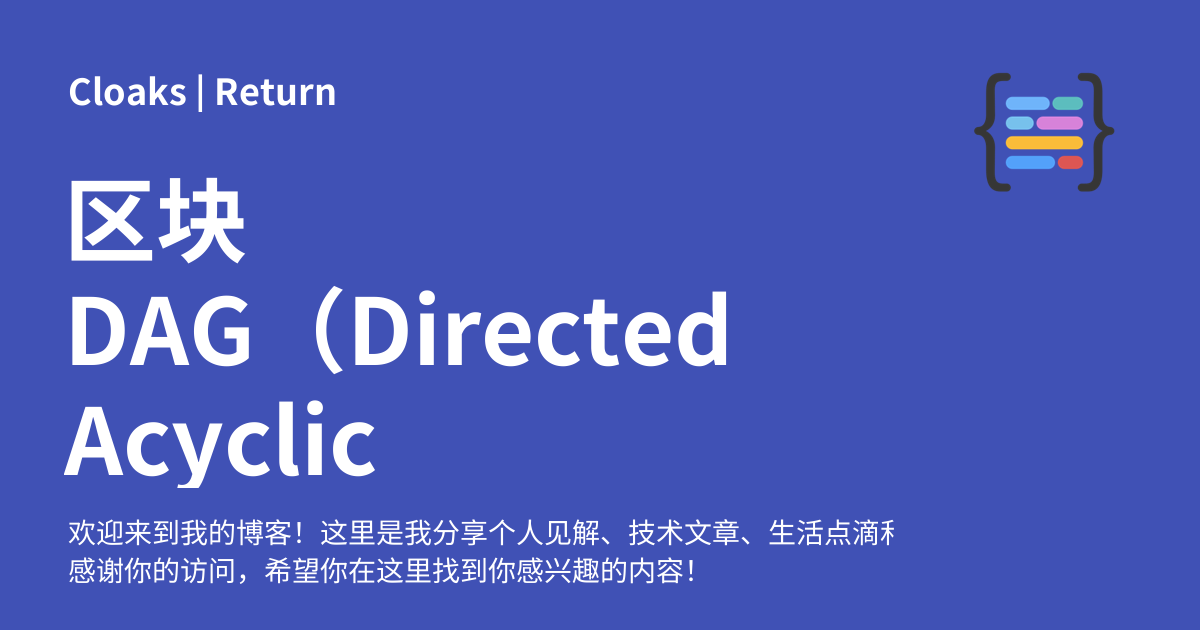 Cloaks | Return
区块
DAG（Directed
Acyclic
欢迎来到我的博客！这里是我分享个人见解、技术文章、生活点滴
感谢你的访问，希望你在这里找到你感兴趣的内容！